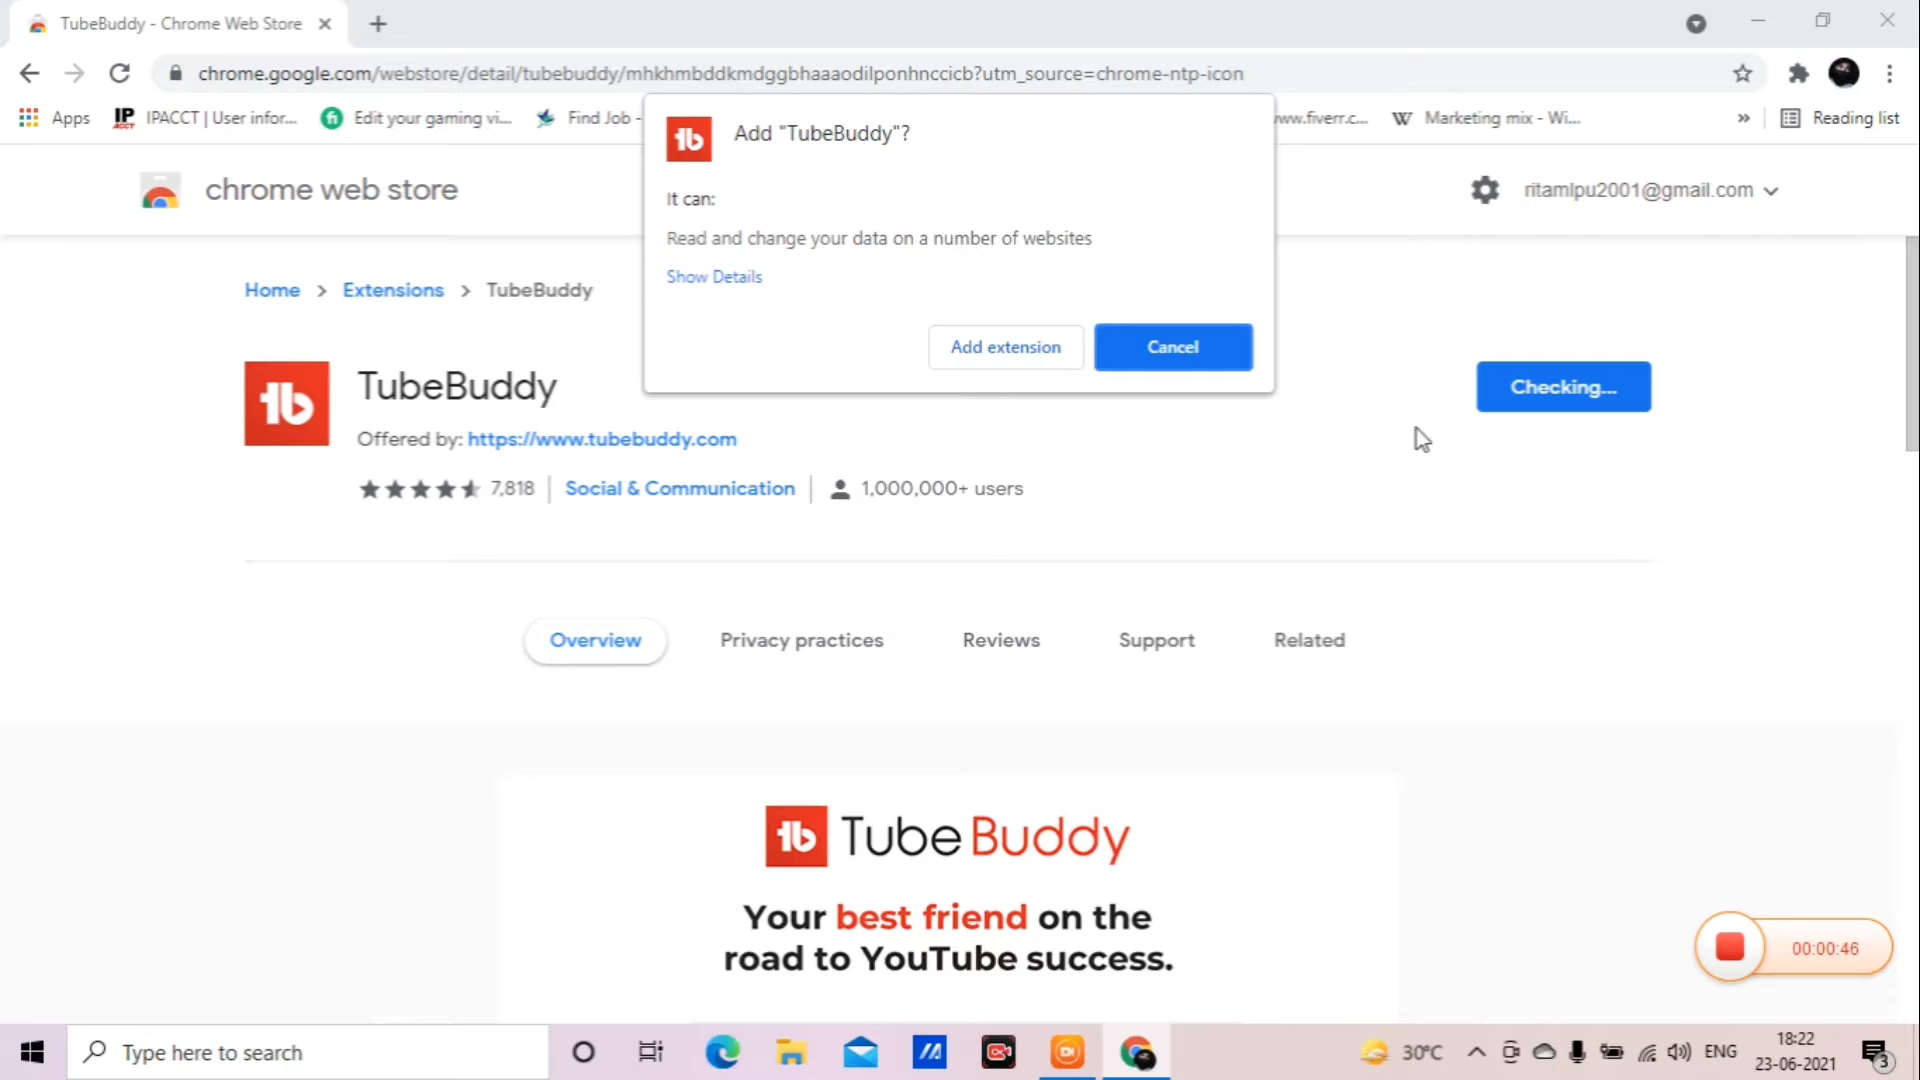 TubeBuddy - Chrome Web Store
chrome.google.com/webstore/detail/tubebuddy/mhkhmbddkmdggbhaaaodilponhnccicb?utm_source=chrome-ntp-icon
Apps
IPACCT | User infor...
Edit your gaming vi...
Find Job -
www.fiverr.c...
Marketing mix - Wi...
»
Reading list
Add "TubeBuddy"?
It can:
Read and change your data on a number of websites
Show Details
Add extension
Cancel
chrome web store
ritamlpu2001@gmail.com
Home > Extensions > TubeBuddy
TubeBuddy
Checking...
Offered by: https://www.tubebuddy.com
7,818
Social & Communication
1,000,000+ users
Overview
Privacy practices
Reviews
Support
Related
tb TubeBuddy
Your best friend on the
road to YouTube success.
00:00:46
Type here to search
30°C
ENG
18:22
23-06-2021
3